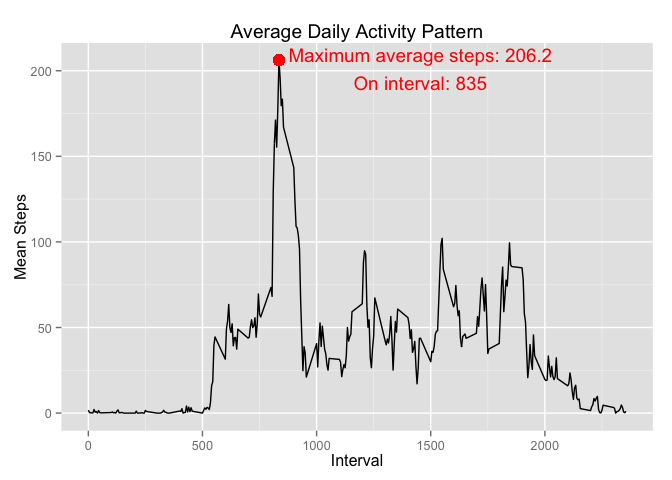 Average Daily Activity Pattern
Maximum average steps: 206.2
On interval: 835
200
150
100
50
0
Mean Steps
0 500 1000 1500 2000
Interval